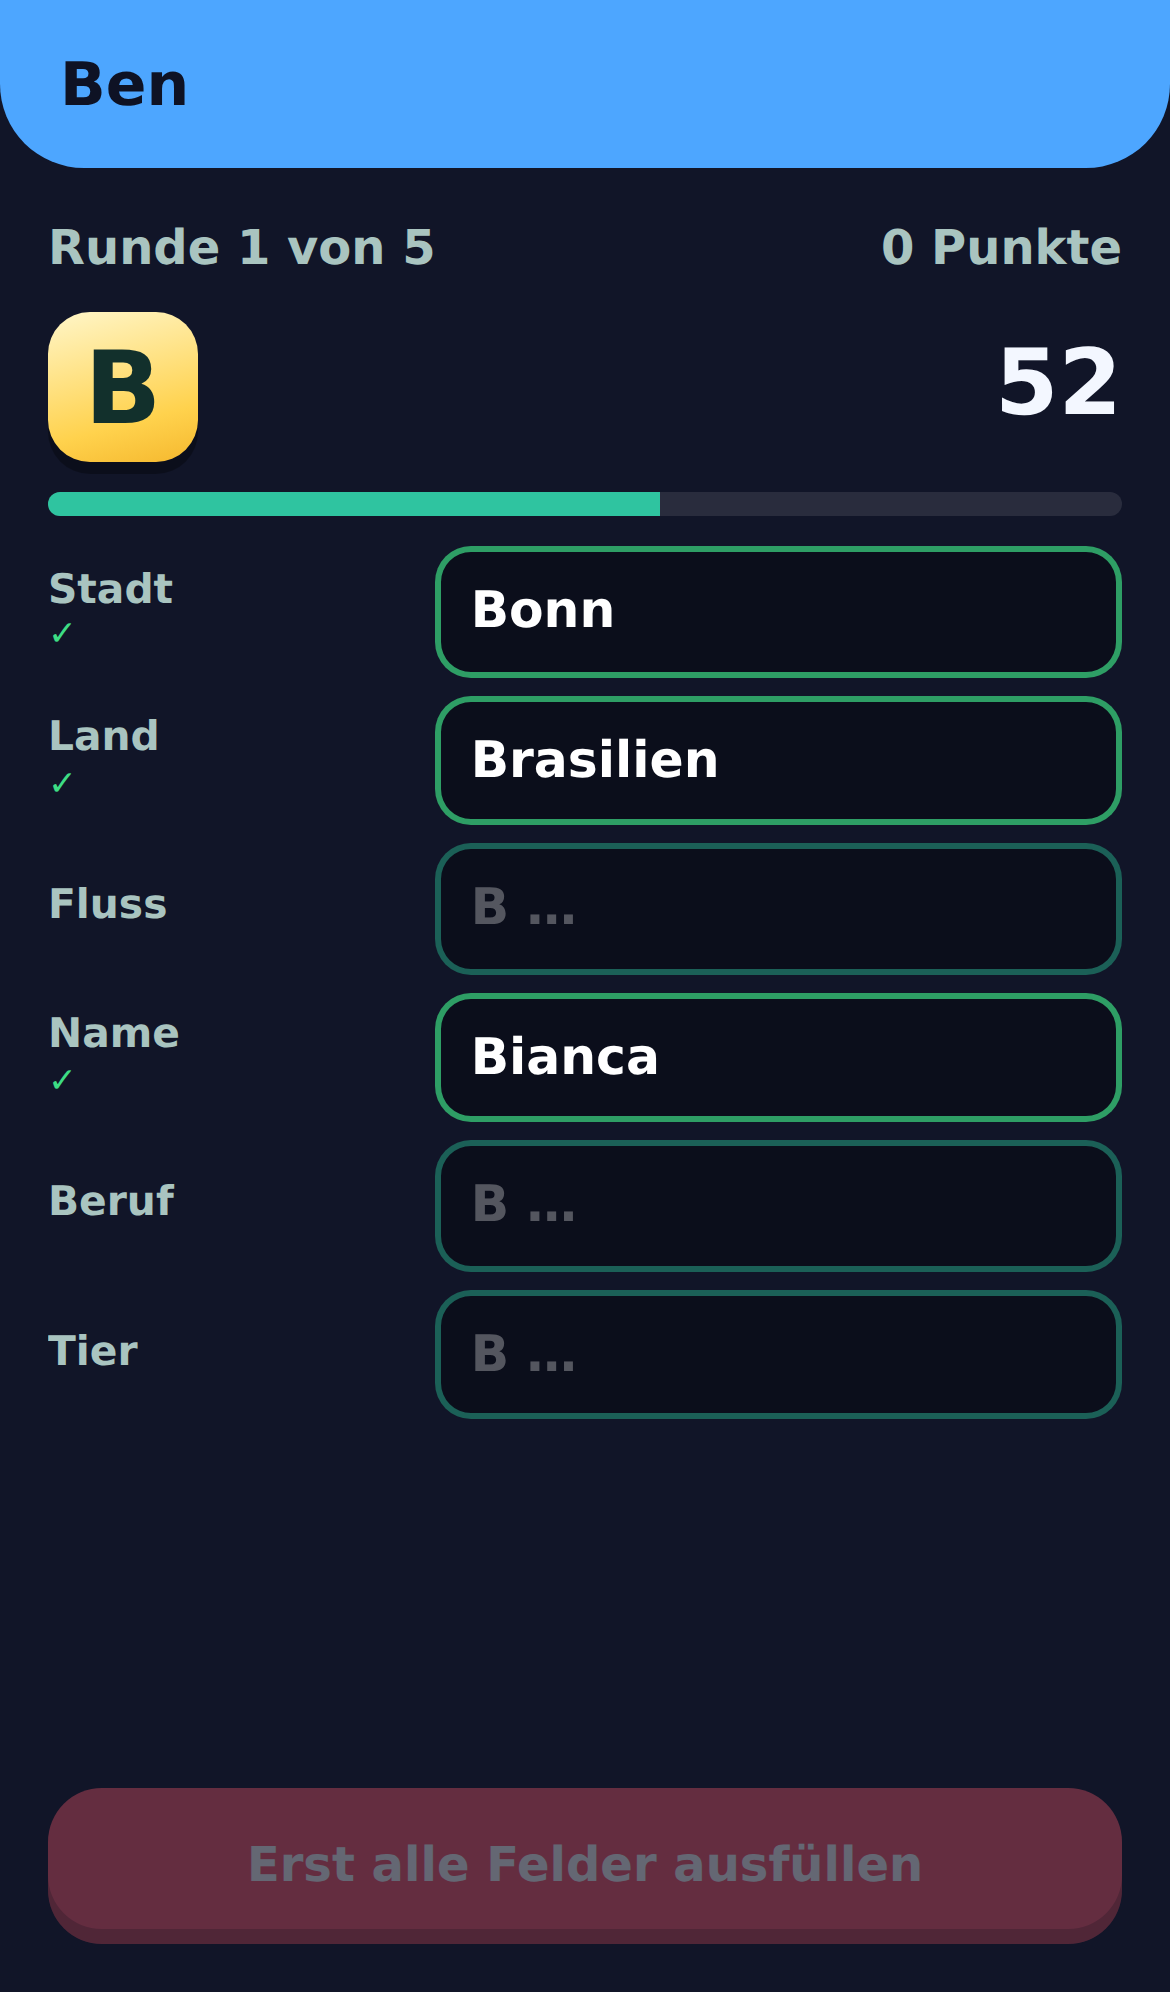 Ben
Runde 1 von 5 0 Punkte
B 52
Stadt
✓
Bonn
Land
✓
Brasilien
Fluss
B …
Name
✓
Bianca
Beruf
B …
Tier
B …
Erst alle Felder ausfüllen